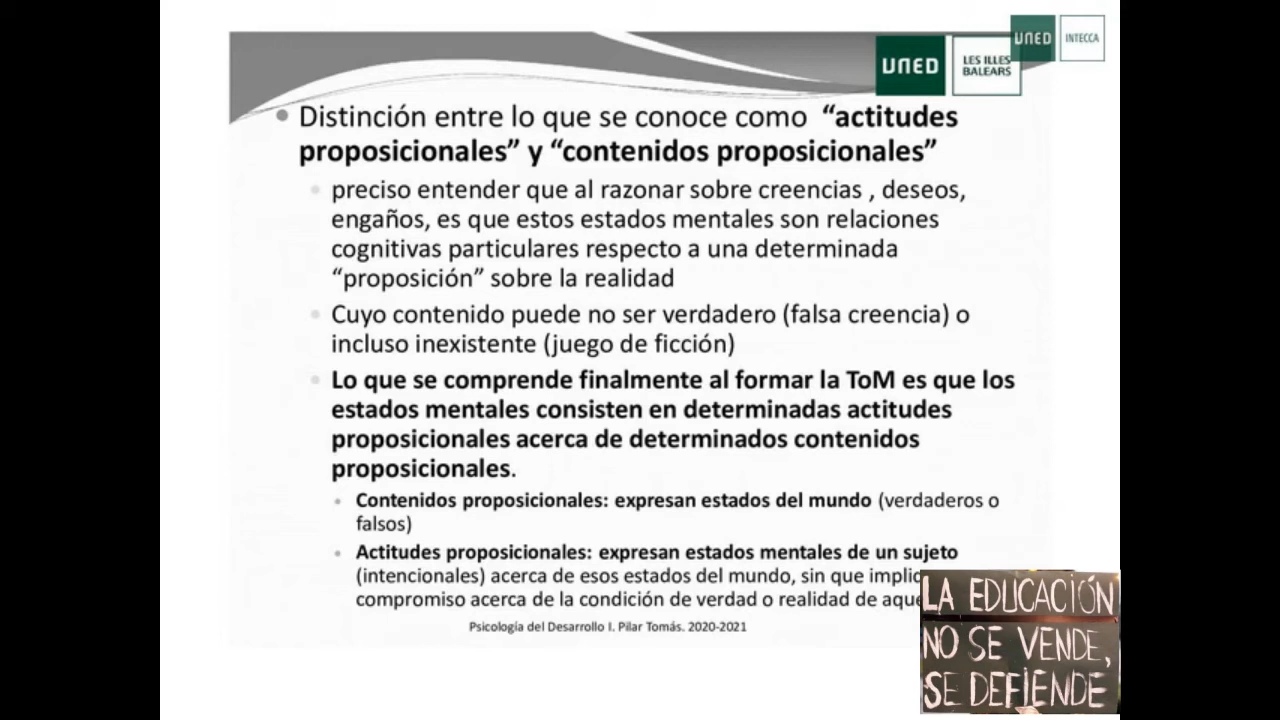 UNED
INTECCA
UNED
LES ILLES
BALEARS
Distinción entre lo que se conoce como “actitudes
proposicionales” y “contenidos proposicionales”
preciso entender que al razonar sobre creencias , deseos,
engaños, es que estos estados mentales son relaciones
cognitivas particulares respecto a una determinada
“proposición” sobre la realidad
Cuyo contenido puede no ser verdadero (falsa creencia) o
incluso inexistente (juego de ficción)
Lo que se comprende finalmente al formar la ToM es que los
estados mentales consisten en determinadas actitudes
proposicionales acerca de determinados contenidos
proposicionales.
Contenidos proposicionales: expresan estados del mundo (verdaderos o
falsos)
Actitudes proposicionales: expresan estados mentales de un sujeto
(intencionales) acerca de esos estados del mundo, sin que
compromiso acerca de la condición de verdad o realidad de
Psicología del Desarrollo I. Pilar Tomás. 2020-2021
LA EDUCACIÓN
NO SE VENDE,
SE DEFIENDE